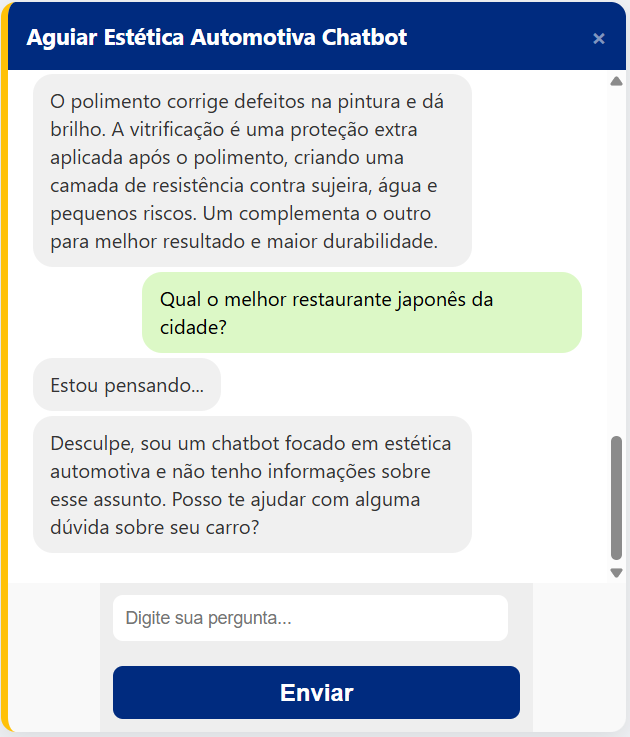 Aguiar Estética Automotiva Chatbot
×
O polimento corrige defeitos na pintura e dá
brilho. A vitrificação é uma proteção extra
aplicada após o polimento, criando uma
camada de resistência contra sujeira, água e
pequenos riscos. Um complementa o outro
para melhor resultado e maior durabilidade.
Qual o melhor restaurante japonês da
cidade?
Estou pensando...
Desculpe, sou um chatbot focado em estética
automotiva e não tenho informações sobre
esse assunto. Posso te ajudar com alguma
dúvida sobre seu carro?
Digite sua pergunta...
Enviar